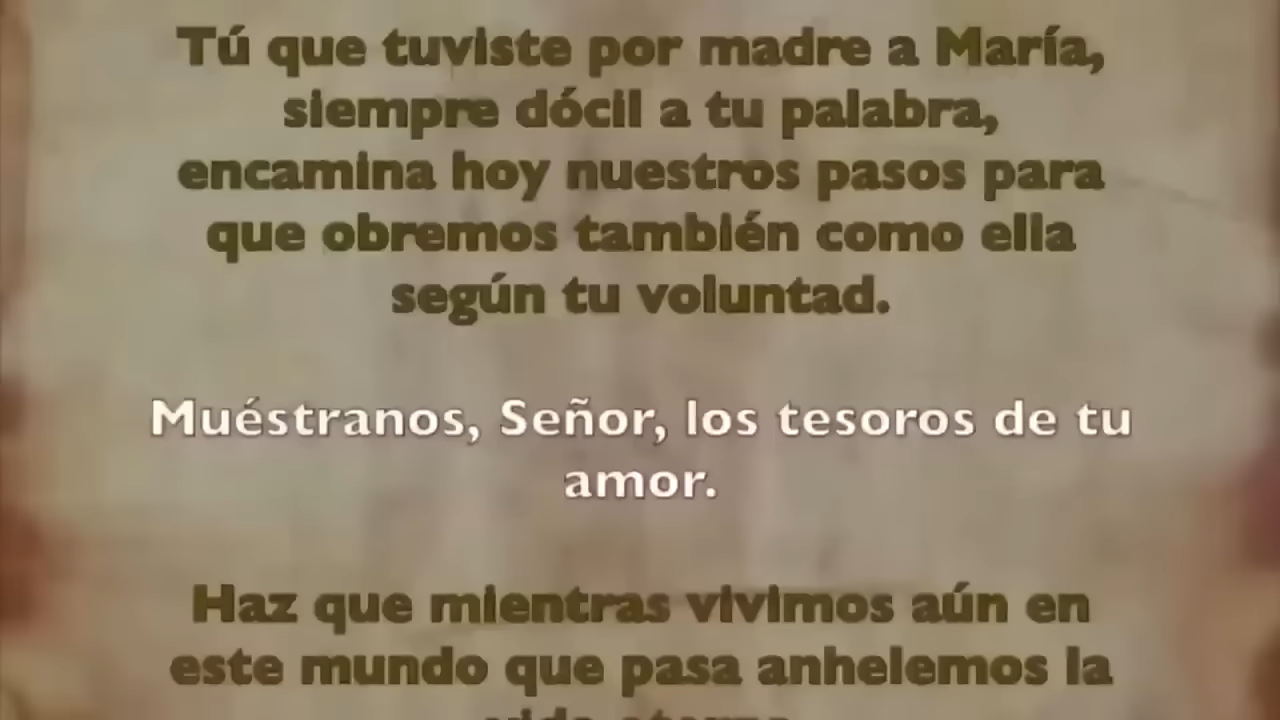 Tú que tuviste por madre a María,
siempre dócil a tu palabra,
encamina hoy nuestros pasos para
que obremos también como ella
según tu voluntad.
Muéstranos, Señor, los tesoros de tu
amor.
Haz que mientras vivimos aún en
este mundo que pasa anhelemos la